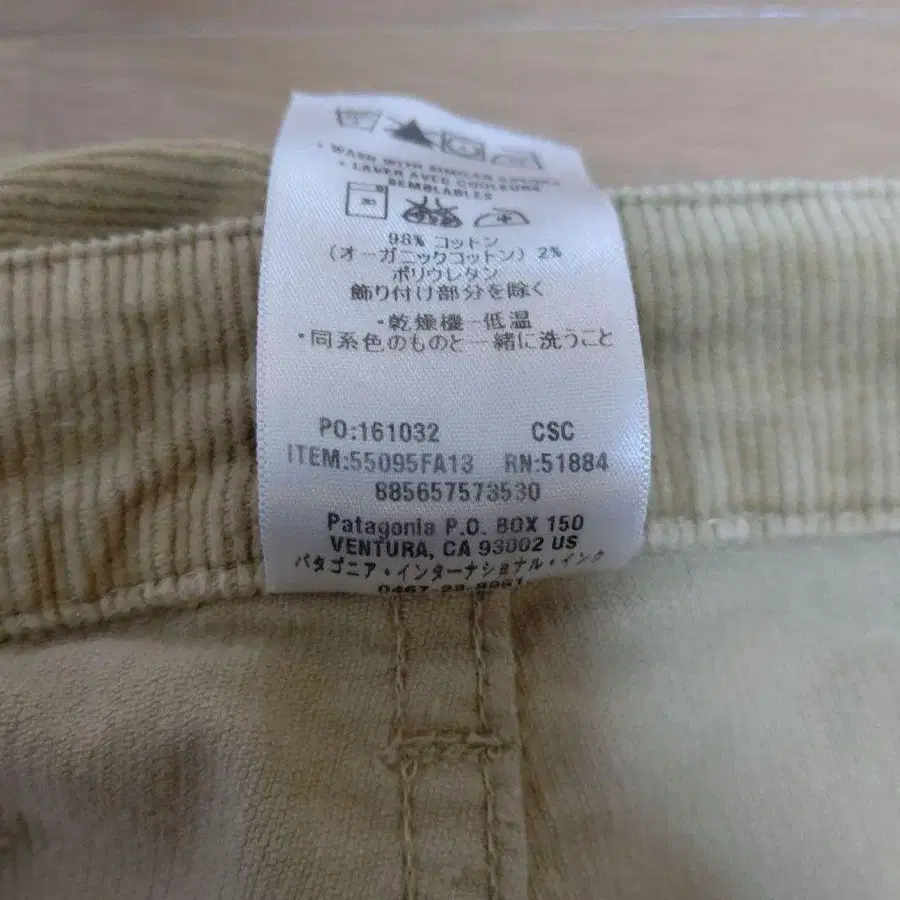 • WASH WITH SIMILAR COLORS
• LAVER AVEC COULEURS
SEMBLABLES
98% コットン
(オーガニックコットン) 2%
ポリウレタン
飾り付け部分を除く
・乾燥機－低温
・同系色のものと一緒に洗うこと
PO:161032 CSC
ITEM:55095FA13 RN:51884
885657573530
Patagonia P.O. BOX 150
VENTURA, CA 93002 US
パタゴニア・インターナショナル・インク